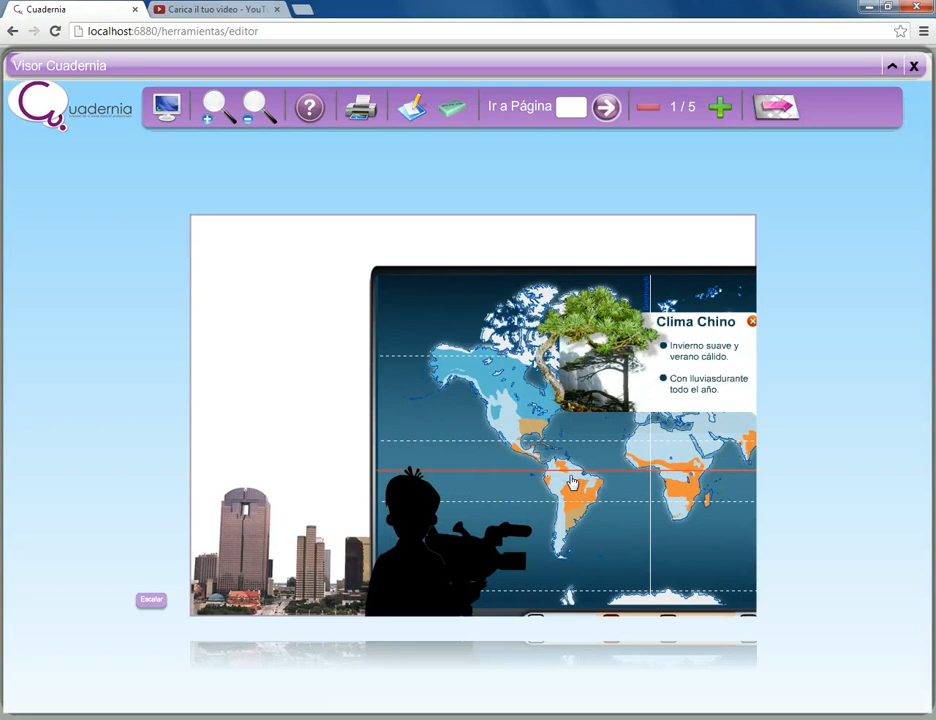 Cuadernia
Carica il tuo video - YouT
localhost:6880/herramientas/editor
Visor Cuadernia
Cuadernia
Ir a Página
1 / 5
Clima Chino
Invierno suave y
verano cálido.
Con lluviasdurante
todo el año.
Escalar